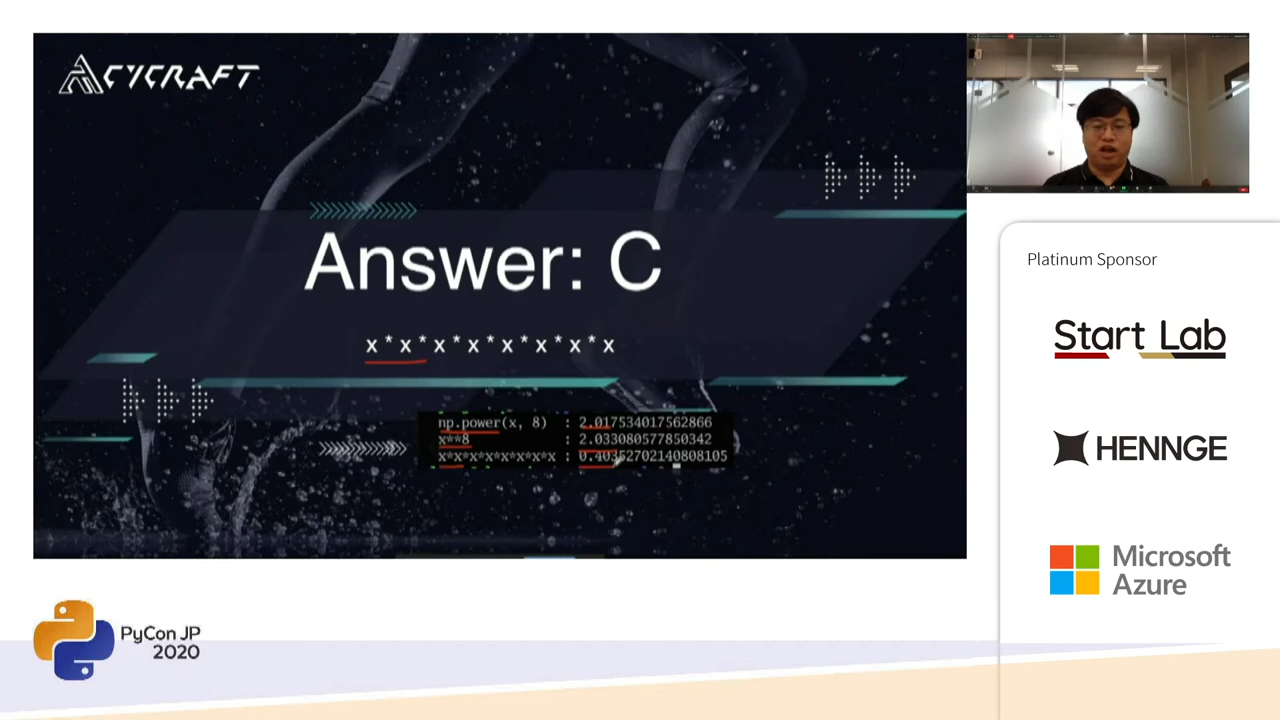 ACYCRAFT
Answer: C
x*x*x*x*x*x*x*x
np.power(x, 8) : 2.017534017562866
x**8 : 2.033080577850342
x*x*x*x*x*x*x*x : 0.40352702140808105
Platinum Sponsor
Start Lab
HENNGE
Microsoft
Azure
PyCon JP
2020